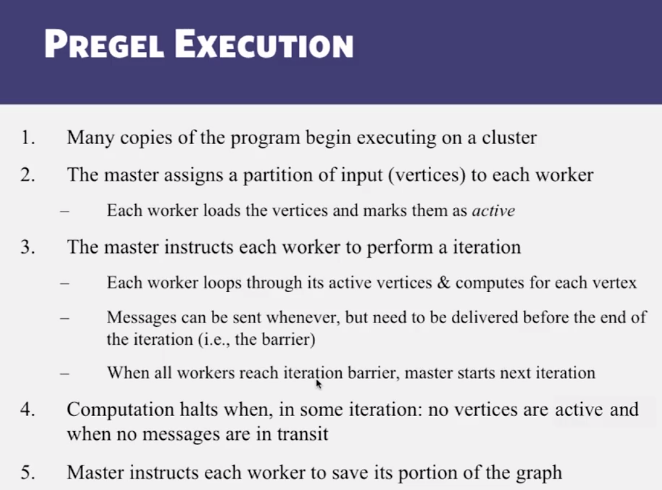 PREGEL EXECUTION
1. Many copies of the program begin executing on a cluster
2. The master assigns a partition of input (vertices) to each worker
– Each worker loads the vertices and marks them as active
3. The master instructs each worker to perform a iteration
– Each worker loops through its active vertices & computes for each vertex
– Messages can be sent whenever, but need to be delivered before the end of
the iteration (i.e., the barrier)
– When all workers reach iteration barrier, master starts next iteration
4. Computation halts when, in some iteration: no vertices are active and
when no messages are in transit
5. Master instructs each worker to save its portion of the graph